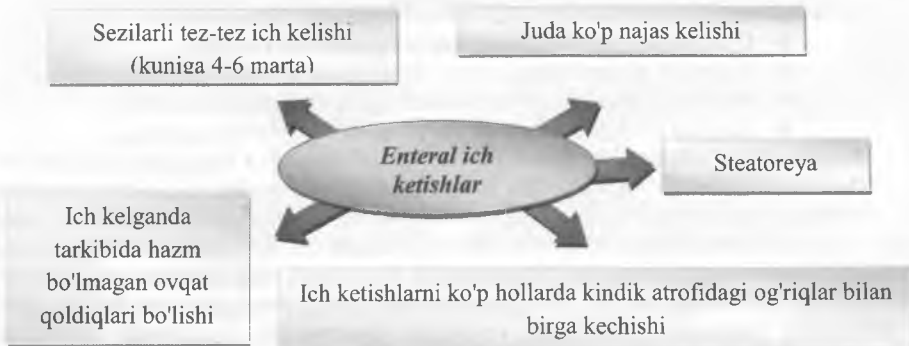 Sezilarli tez-tez ich kelishi
(kuniga 4-6 marta)
Juda ko'p najas kelishi
Enteral ich
ketishlar
Steatoreya
Ich kelganda
tarkibida hazm
bo'lmagan ovqat
qoldiqlari bo'lishi
Ich ketishlarni ko'p hollarda kindik atrofidagi og'riqlar bilan
birga kechishi